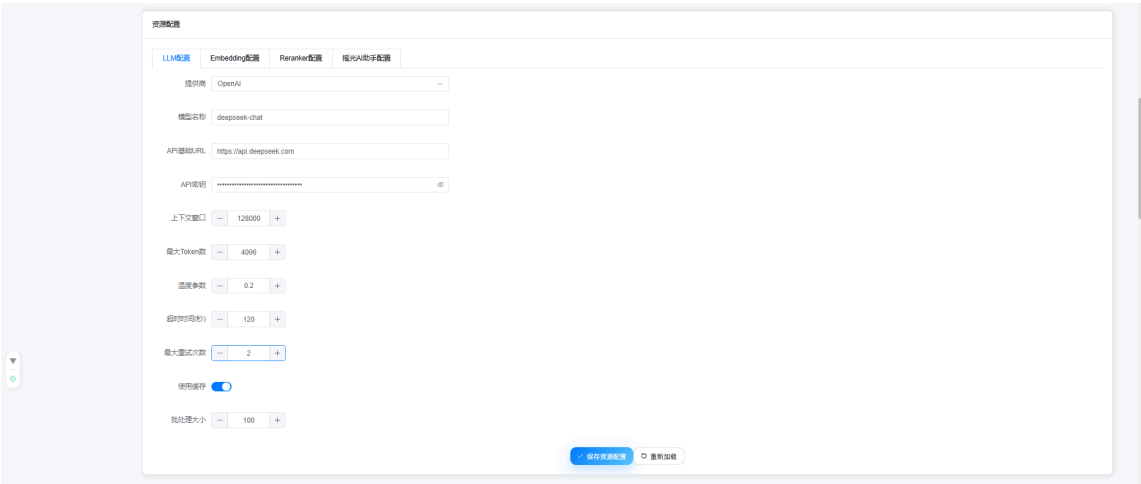 资源配置
LLM配置 Embedding配置 Reranker配置 摇光AI助手配置
提供商 OpenAI
模型名称 deepseek-chat
API基础URL https://api.deepseek.com
API密钥 ••••••••••••••••••••••••••••••••••
上下文窗口 − 128000 +
最大Token数 − 4096 +
温度参数 − 0.2 +
超时时间(秒) − 120 +
最大重试次数 − 2 +
使用缓存
批处理大小 − 100 +
保存资源配置 重新加载